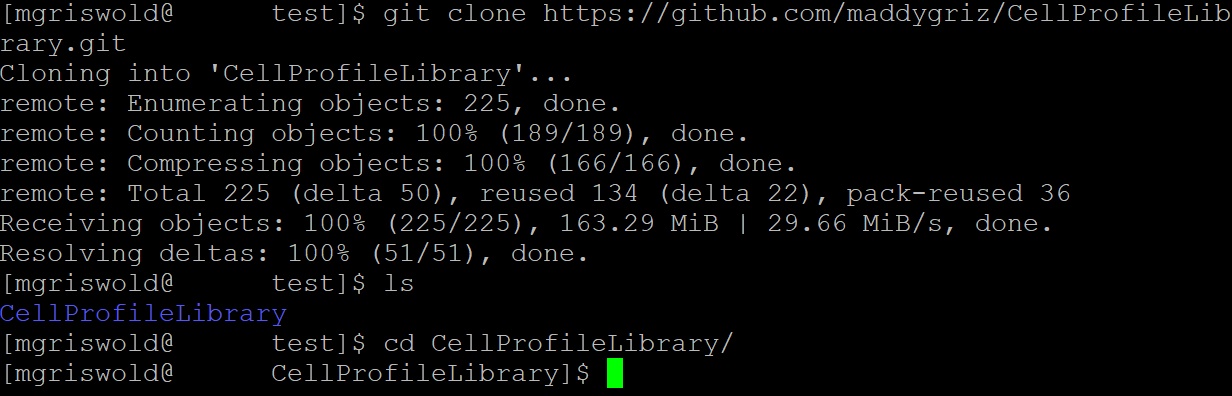 [mgriswold@      test]$ git clone https://github.com/maddygriz/CellProfileLib
rary.git
Cloning into 'CellProfileLibrary'...
remote: Enumerating objects: 225, done.
remote: Counting objects: 100% (189/189), done.
remote: Compressing objects: 100% (166/166), done.
remote: Total 225 (delta 50), reused 134 (delta 22), pack-reused 36
Receiving objects: 100% (225/225), 163.29 MiB | 29.66 MiB/s, done.
Resolving deltas: 100% (51/51), done.
[mgriswold@      test]$ ls
CellProfileLibrary
[mgriswold@      test]$ cd CellProfileLibrary/
[mgriswold@      CellProfileLibrary]$